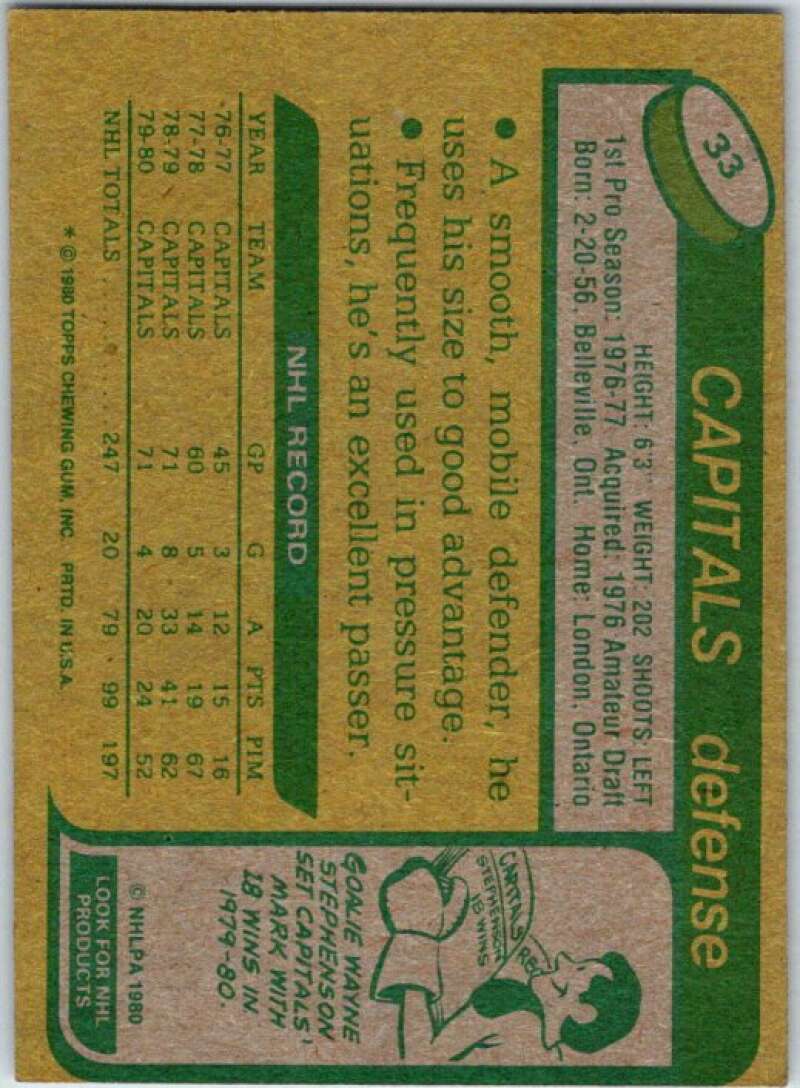 33
CAPITALS defense
HEIGHT: 6'3" WEIGHT: 202 SHOOTS: LEFT
1st Pro Season: 1976-77 Acquired: 1976 Amateur Draft
Born: 2-20-56, Belleville, Ont. Home: London, Ontario
● A smooth, mobile defender, he
uses his size to good advantage.
● Frequently used in pressure sit-
uations, he's an excellent passer.
NHL RECORD
YEAR TEAM GP G A PTS PIM
76-77 CAPITALS 45 3 12 15 16
77-78 CAPITALS 60 5 14 19 67
78-79 CAPITALS 71 8 33 41 62
79-80 CAPITALS 71 4 20 24 52
NHL TOTALS 247 20 79 99 197
* © 1980 TOPPS CHEWING GUM, INC. PRTD. IN U.S.A.
CAPITALS REC
STEPHENSON
18 WINS
GOALIE WAYNE
STEPHENSON
SET CAPITALS'
MARK WITH
18 WINS IN
1979-80.
© NHLPA 1980
LOOK FOR NHL
PRODUCTS